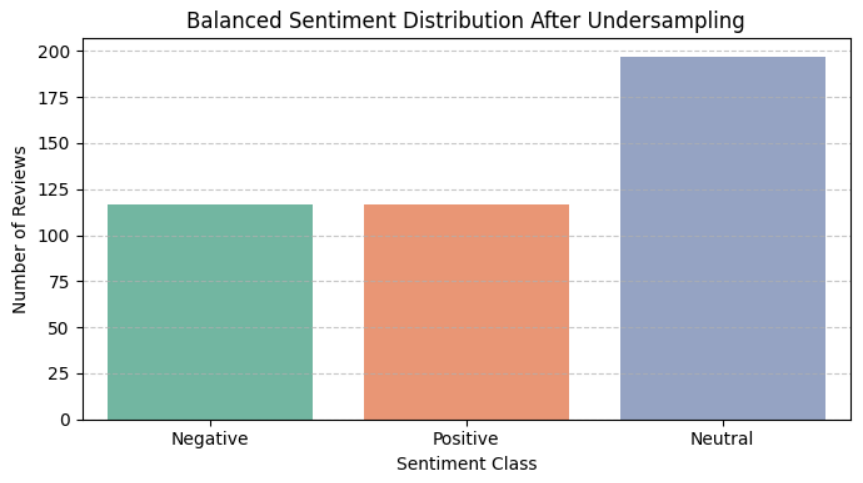 Balanced Sentiment Distribution After Undersampling
Number of Reviews
200
175
150
125
100
75
50
25
0
Negative Positive Neutral
Sentiment Class